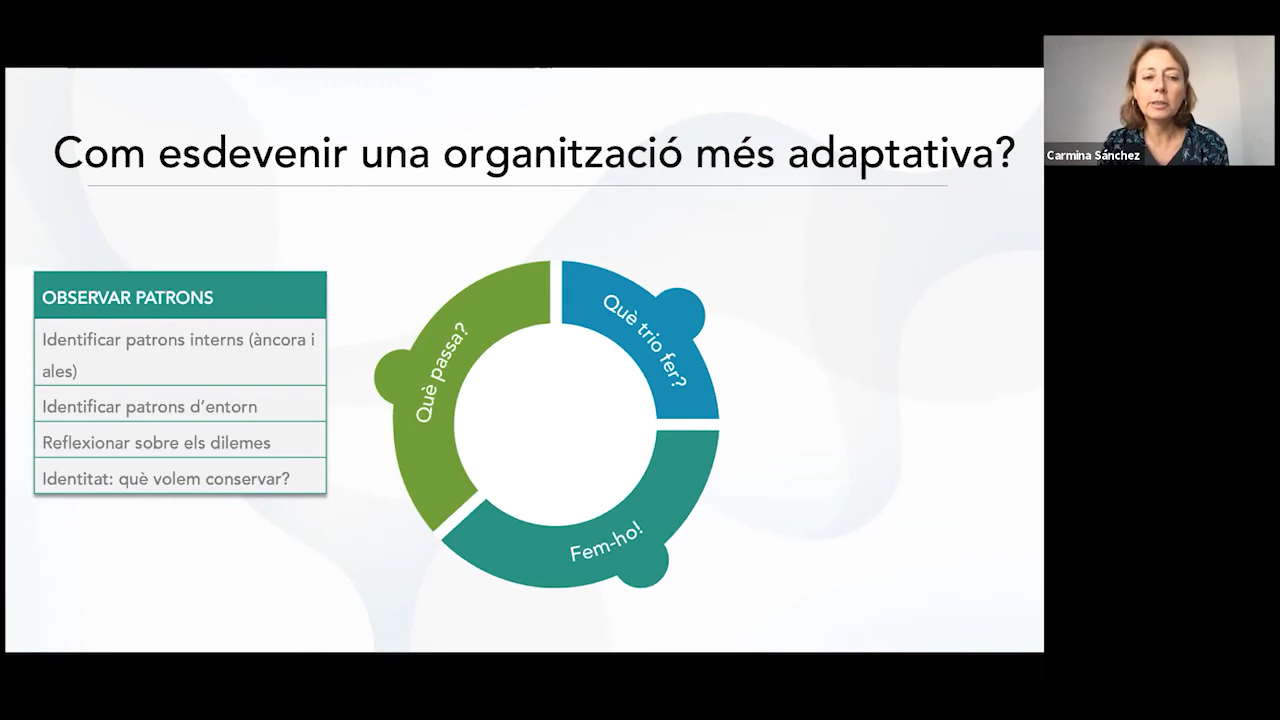 Com esdevenir una organització més adaptativa?
Carmina Sánchez
OBSERVAR PATRONS
Identificar patrons interns (àncora i
ales)
Identificar patrons d’entorn
Reflexionar sobre els dilemes
Identitat: què volem conservar?
Què passa?
Què trio fer?
Fem-ho!